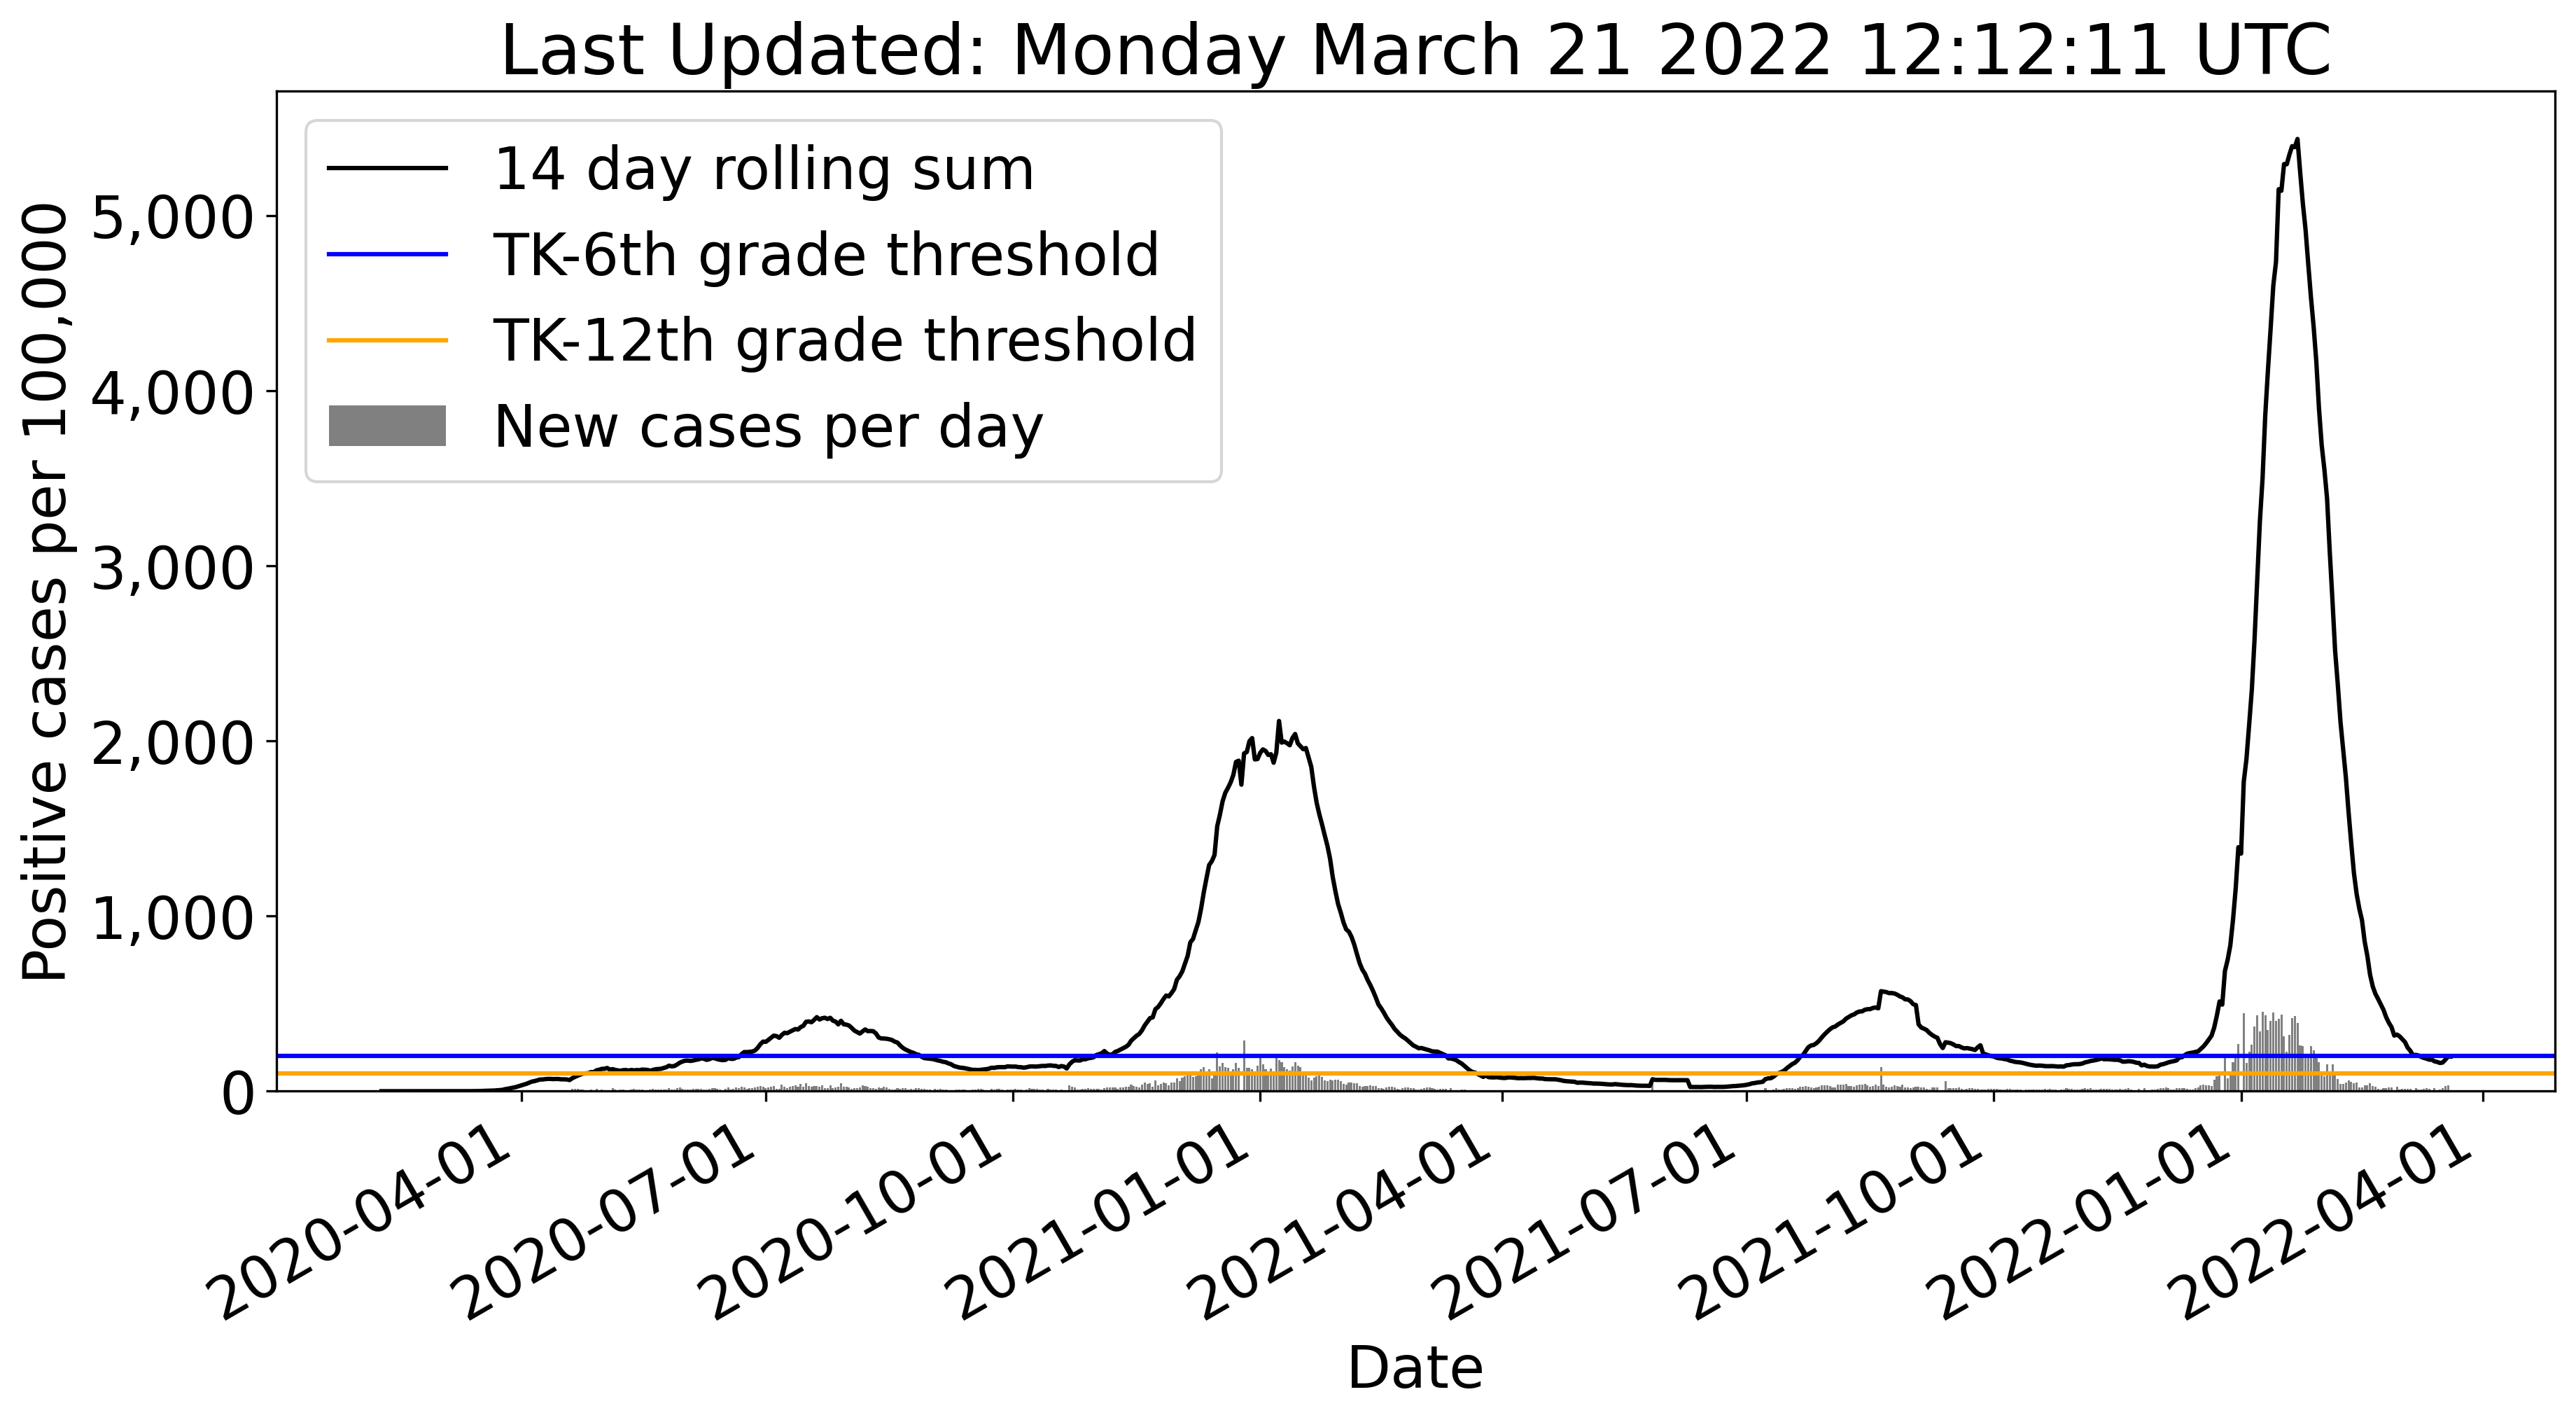 Last Updated: Monday March 21 2022 12:12:11 UTC
14 day rolling sum
TK-6th grade threshold
TK-12th grade threshold
New cases per day
Positive cases per 100,000
5,000
4,000
3,000
2,000
1,000
0
2020-04-01
2020-07-01
2020-10-01
2021-01-01
2021-04-01
2021-07-01
2021-10-01
2022-01-01
2022-04-01
Date